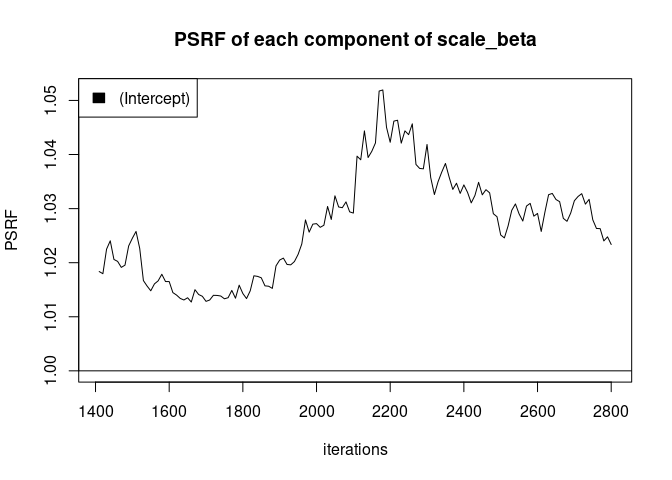 PSRF of each component of scale_beta
(Intercept)
PSRF
1.05
1.04
1.03
1.02
1.01
1.00
1400 1600 1800 2000 2200 2400 2600 2800
iterations